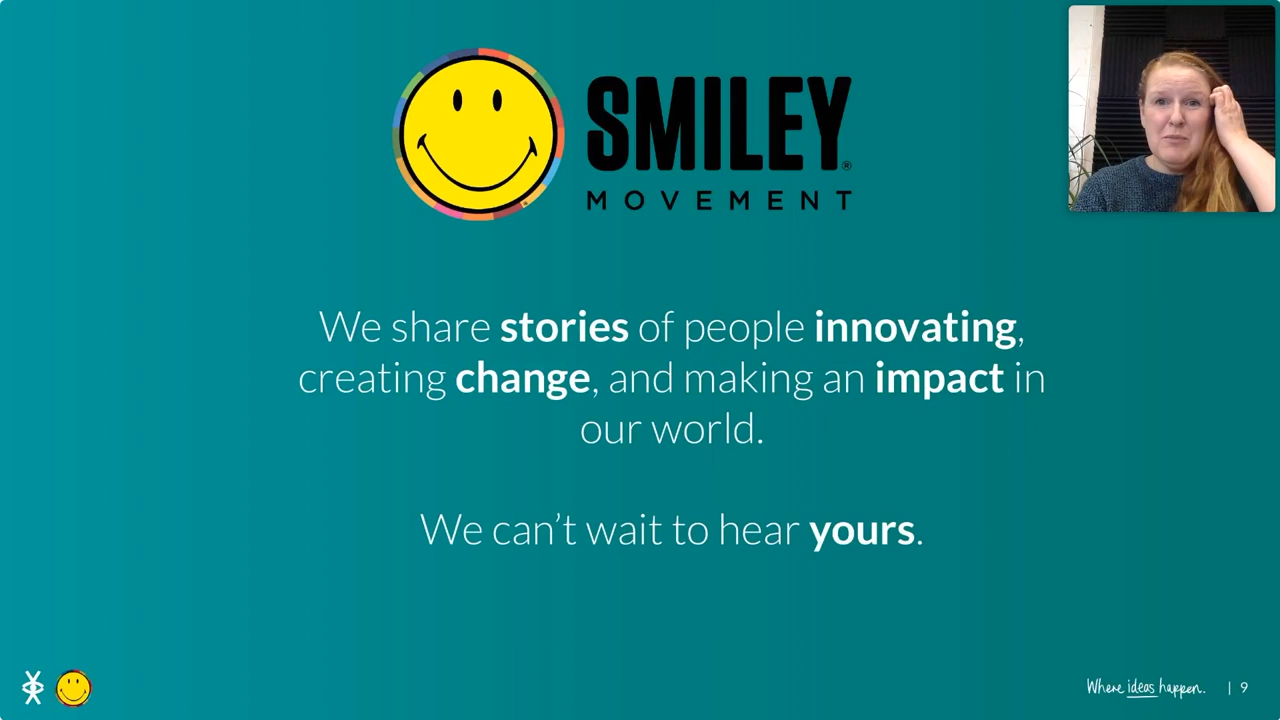 SMILEY®
MOVEMENT
We share stories of people innovating,
creating change, and making an impact in
our world.
We can’t wait to hear yours.
Where ideas happen. | 9